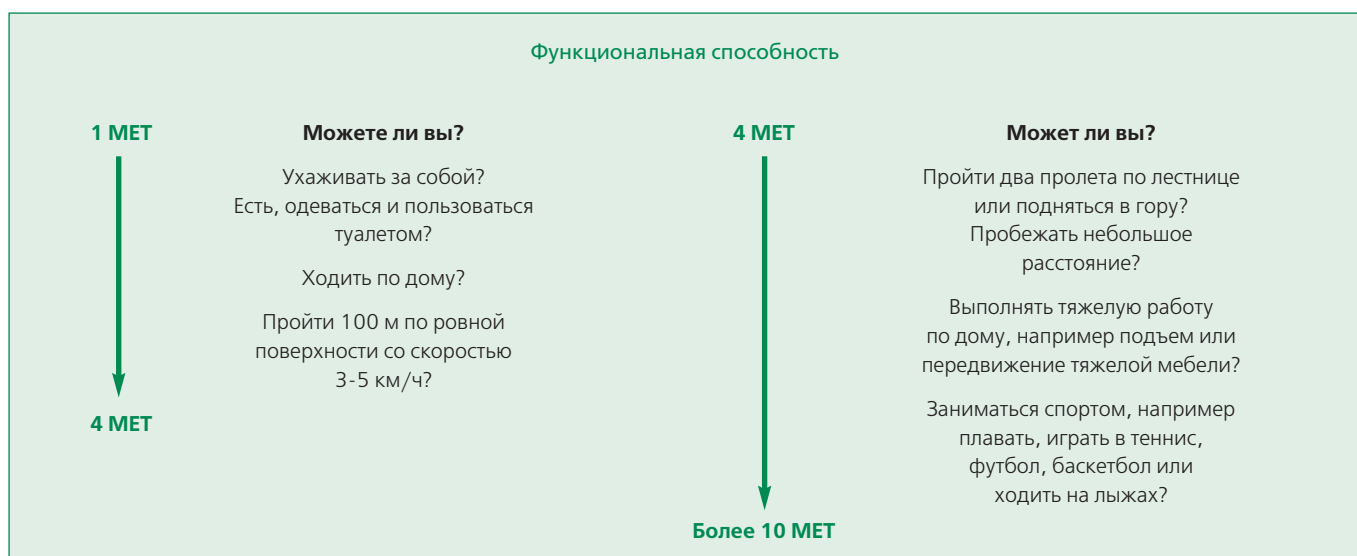 Функциональная способность
1 МЕТ
Можете ли вы?
Ухаживать за собой?
Есть, одеваться и пользоваться
туалетом?
Ходить по дому?
Пройти 100 м по ровной
поверхности со скоростью
3-5 км/ч?
4 МЕТ
4 МЕТ
Может ли вы?
Пройти два пролета по лестнице
или подняться в гору?
Пробежать небольшое
расстояние?
Выполнять тяжелую работу
по дому, например подъем или
передвижение тяжелой мебели?
Заниматься спортом, например
плавать, играть в теннис,
футбол, баскетбол или
ходить на лыжах?
Более 10 МЕТ